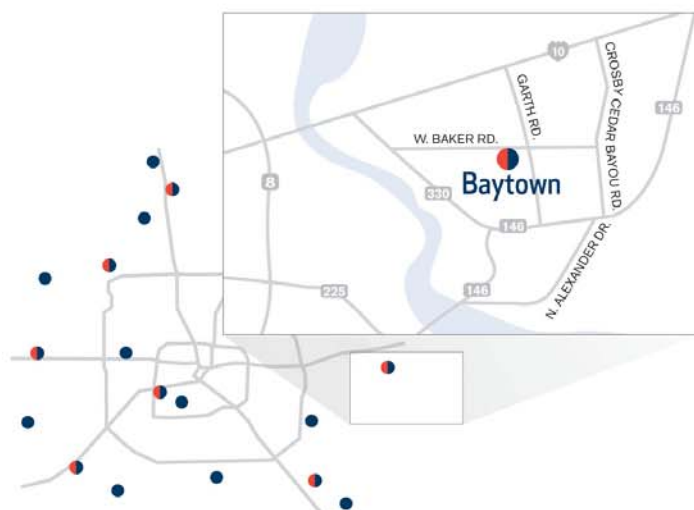 10
CROSBY CEDAR BAYOU RD.
GARTH RD.
146
W. BAKER RD.
8
Baytown
330
146
N. ALEXANDER DR.
225
146